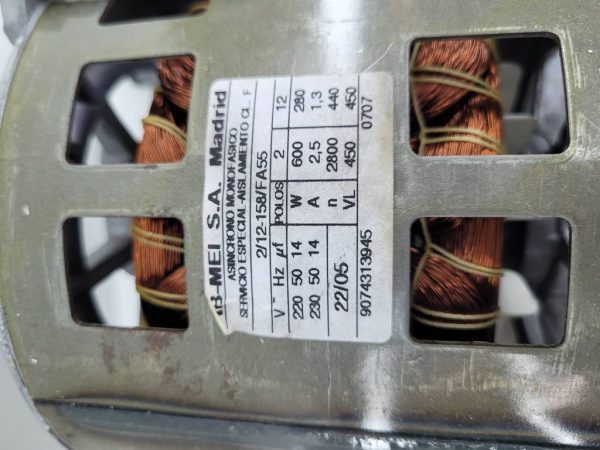 IB-MEI S.A. Madrid
ASINCRONO MONOFASICO
SERVICIO ESPECIAL-AISLAMIENTO CL. F
2/12-158/FA55
V~ Hz µf POLOS 2 12
220 50 14 W 600 280
230 50 14 A 2,5 1,3
22/05 n 2800 440
VL 450 450
9074313945 0707